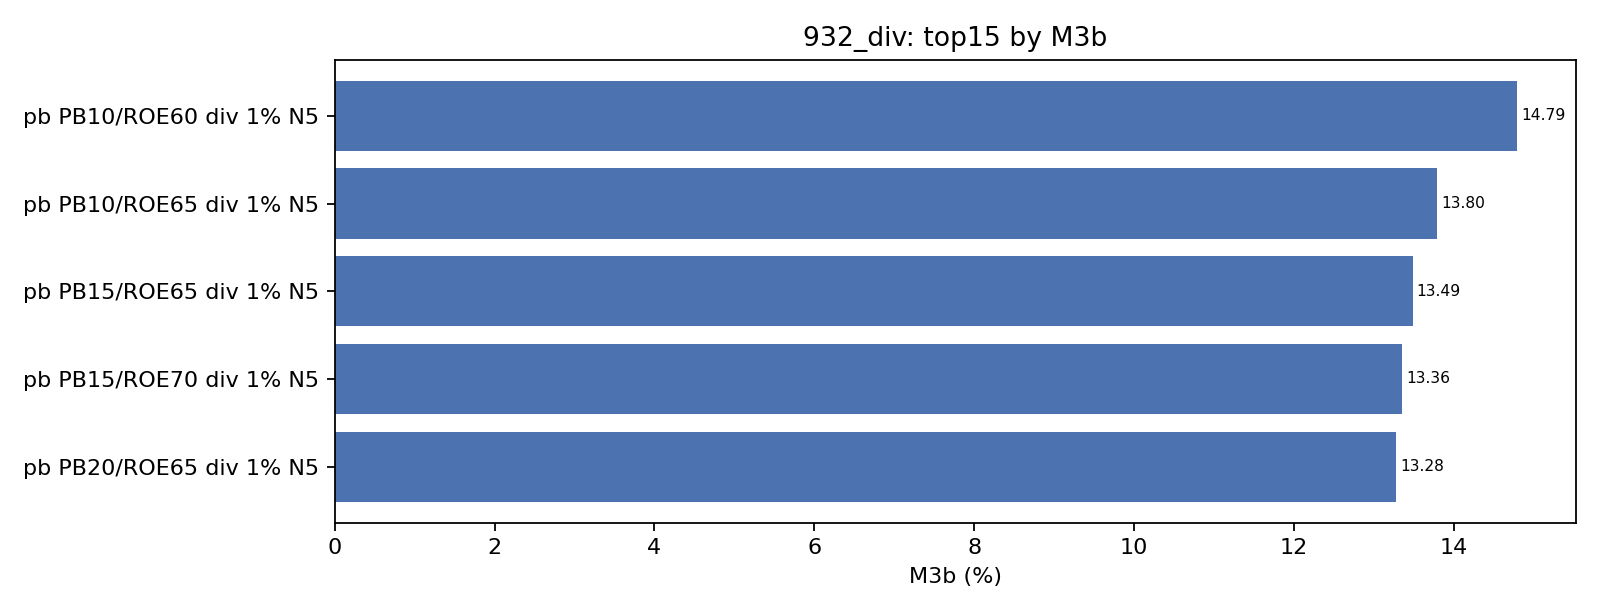 932_div: top15 by M3b
pb PB10/ROE60 div 1% N5 14.79
pb PB10/ROE65 div 1% N5 13.80
pb PB15/ROE65 div 1% N5 13.49
pb PB15/ROE70 div 1% N5 13.36
pb PB20/ROE65 div 1% N5 13.28
0 2 4 6 8 10 12 14
M3b (%)